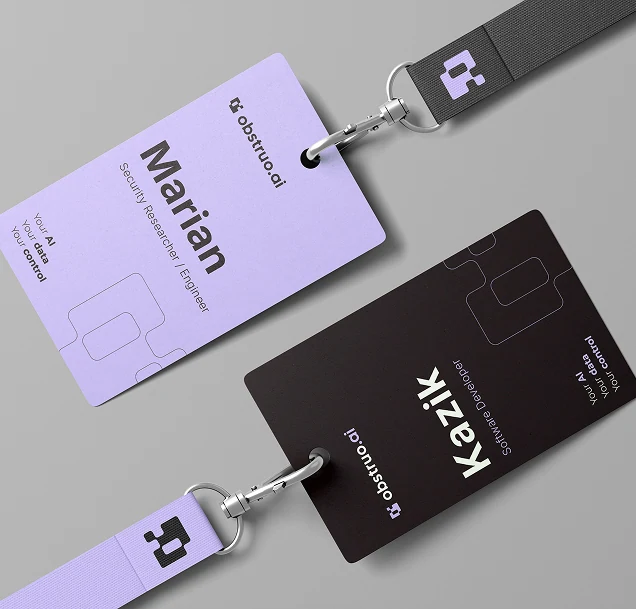 obstruo.ai
Marian
Security Researcher / Engineer
Your AI
Your data
Your control
obstruo.ai
Kazik
Software Developer
Your AI
Your data
Your control